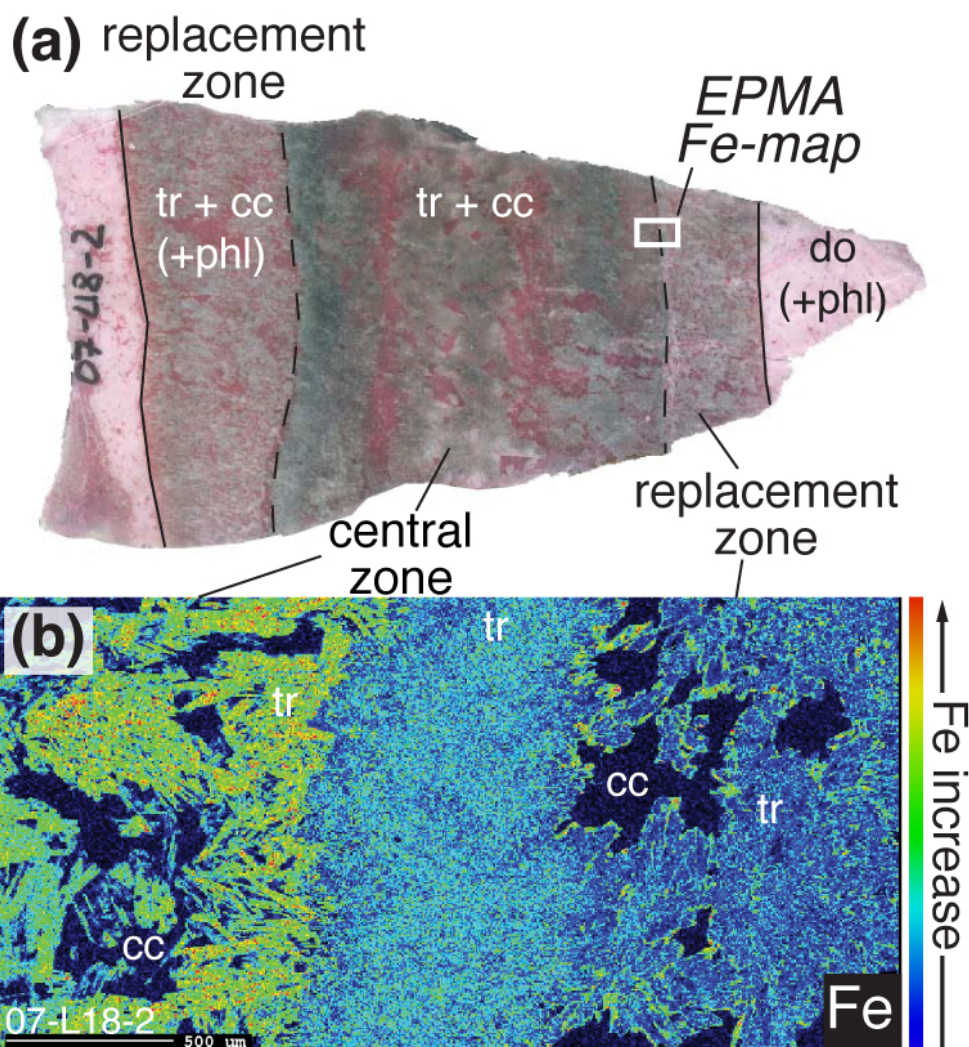 (a) replacement
zone
EPMA
Fe-map
tr + cc
(+phl)
tr + cc
do
(+phl)
07-L18-2
replacement
zone
central
zone
(b)
tr
tr
cc
tr
cc
Fe increase
07-L18-2
500 µm
Fe